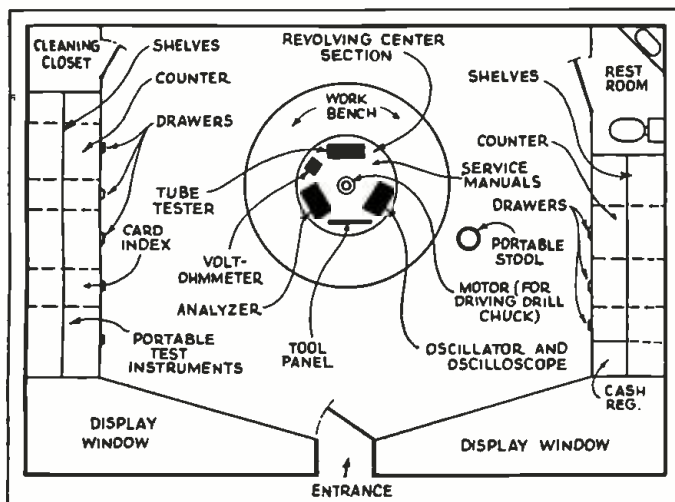 CLEANING
CLOSET
SHELVES
COUNTER
DRAWERS
TUBE
TESTER
CARD
INDEX
VOLT-
OHMMETER
ANALYZER
PORTABLE
TEST
INSTRUMENTS
TOOL
PANEL
REVOLVING CENTER
SECTION
WORK
BENCH
SERVICE
MANUALS
SHELVES
REST
ROOM
COUNTER
DRAWERS
PORTABLE
STOOL
MOTOR (FOR
DRIVING DRILL
CHUCK)
OSCILLATOR AND
OSCILLOSCOPE
CASH
REG.
DISPLAY
WINDOW
DISPLAY WINDOW
ENTRANCE